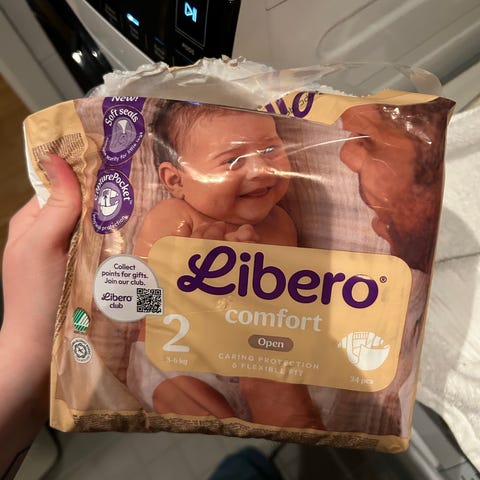 New!
Soft seals
SecurePocket™
Collect
points for gifts.
Join our club.
Libero
club
Libero®
comfort
2
3-6 kg
Open
CARING PROTECTION
& FLEXIBLE FIT
34 pcs